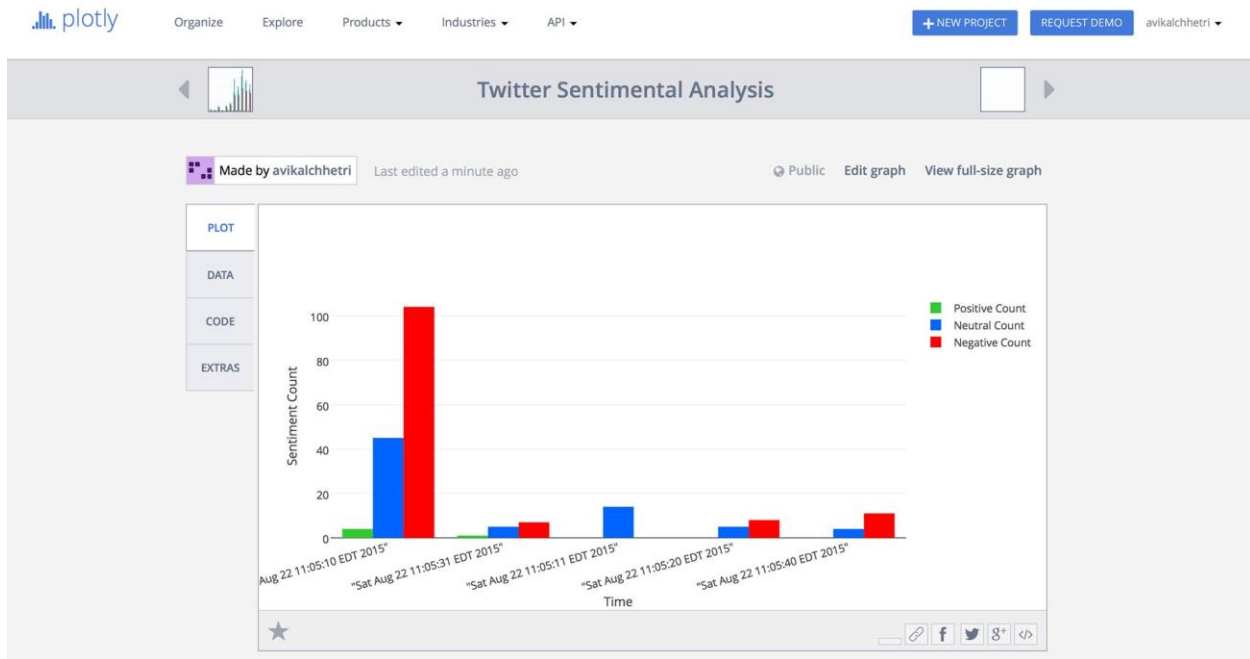 plotly Organize Explore Products Industries API + NEW PROJECT REQUEST DEMO avikalchhetri
Twitter Sentimental Analysis
Made by avikalchhetri Last edited a minute ago Public Edit graph View full-size graph
PLOT
DATA
CODE
EXTRAS
Sentiment Count
100
80
60
40
20
0
Positive Count
Neutral Count
Negative Count
Aug 22 11:05:10 EDT 2015"
"Sat Aug 22 11:05:31 EDT 2015"
"Sat Aug 22 11:05:11 EDT 2015"
"Sat Aug 22 11:05:20 EDT 2015"
"Sat Aug 22 11:05:40 EDT 2015"
Time
f 8+ </>